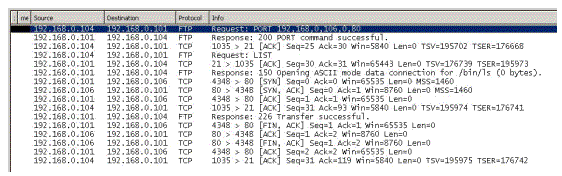 me Source Destination Protocol Info
192.168.0.104 192.168.0.101 FTP Request: PORT 192,168,0,106,0,80
192.168.0.101 192.168.0.104 FTP Response: 200 PORT command successful.
192.168.0.104 192.168.0.101 TCP 1035 > 21 [ACK] Seq=25 Ack=30 Win=5840 Len=0 TSV=195702 TSER=176668
192.168.0.104 192.168.0.101 FTP Request: LIST
192.168.0.101 192.168.0.104 TCP 21 > 1035 [ACK] Seq=30 Ack=31 Win=65443 Len=0 TSV=176739 TSER=195973
192.168.0.101 192.168.0.104 FTP Response: 150 Opening ASCII mode data connection for /bin/ls (0 bytes).
192.168.0.101 192.168.0.106 TCP 4348 > 80 [SYN] Seq=0 Ack=0 Win=65535 Len=0 MSS=1460
192.168.0.106 192.168.0.101 TCP 80 > 4348 [SYN, ACK] Seq=0 Ack=1 Win=8760 Len=0 MSS=1460
192.168.0.101 192.168.0.106 TCP 4348 > 80 [ACK] Seq=1 Ack=1 Win=65535 Len=0
192.168.0.104 192.168.0.101 TCP 1035 > 21 [ACK] Seq=31 Ack=93 Win=5840 Len=0 TSV=195974 TSER=176741
192.168.0.101 192.168.0.104 FTP Response: 226 Transfer successful.
192.168.0.101 192.168.0.106 TCP 4348 > 80 [FIN, ACK] Seq=1 Ack=1 Win=65535 Len=0
192.168.0.106 192.168.0.101 TCP 80 > 4348 [ACK] Seq=1 Ack=2 Win=8760 Len=0
192.168.0.106 192.168.0.101 TCP 80 > 4348 [FIN, ACK] Seq=1 Ack=2 Win=8760 Len=0
192.168.0.101 192.168.0.106 TCP 4348 > 80 [ACK] Seq=2 Ack=2 Win=65535 Len=0
192.168.0.104 192.168.0.101 TCP 1035 > 21 [ACK] Seq=31 Ack=119 Win=5840 Len=0 TSV=195975 TSER=176742